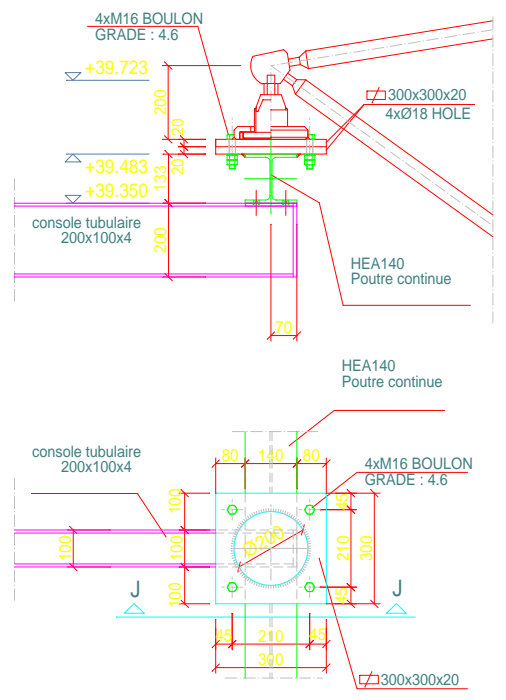 4xM16 BOULON
GRADE : 4.6
+39.723
200
300x300x20
4xØ18 HOLE
20
20
+39.483
133
+39.350
console tubulaire
200x100x4
200
HEA140
Poutre continue
70
HEA140
Poutre continue
console tubulaire
200x100x4
80
140
80
4xM16 BOULON
GRADE : 4.6
100
45
100
100
Ø200
210
300
100
45
J
J
45
210
45
300
300x300x20